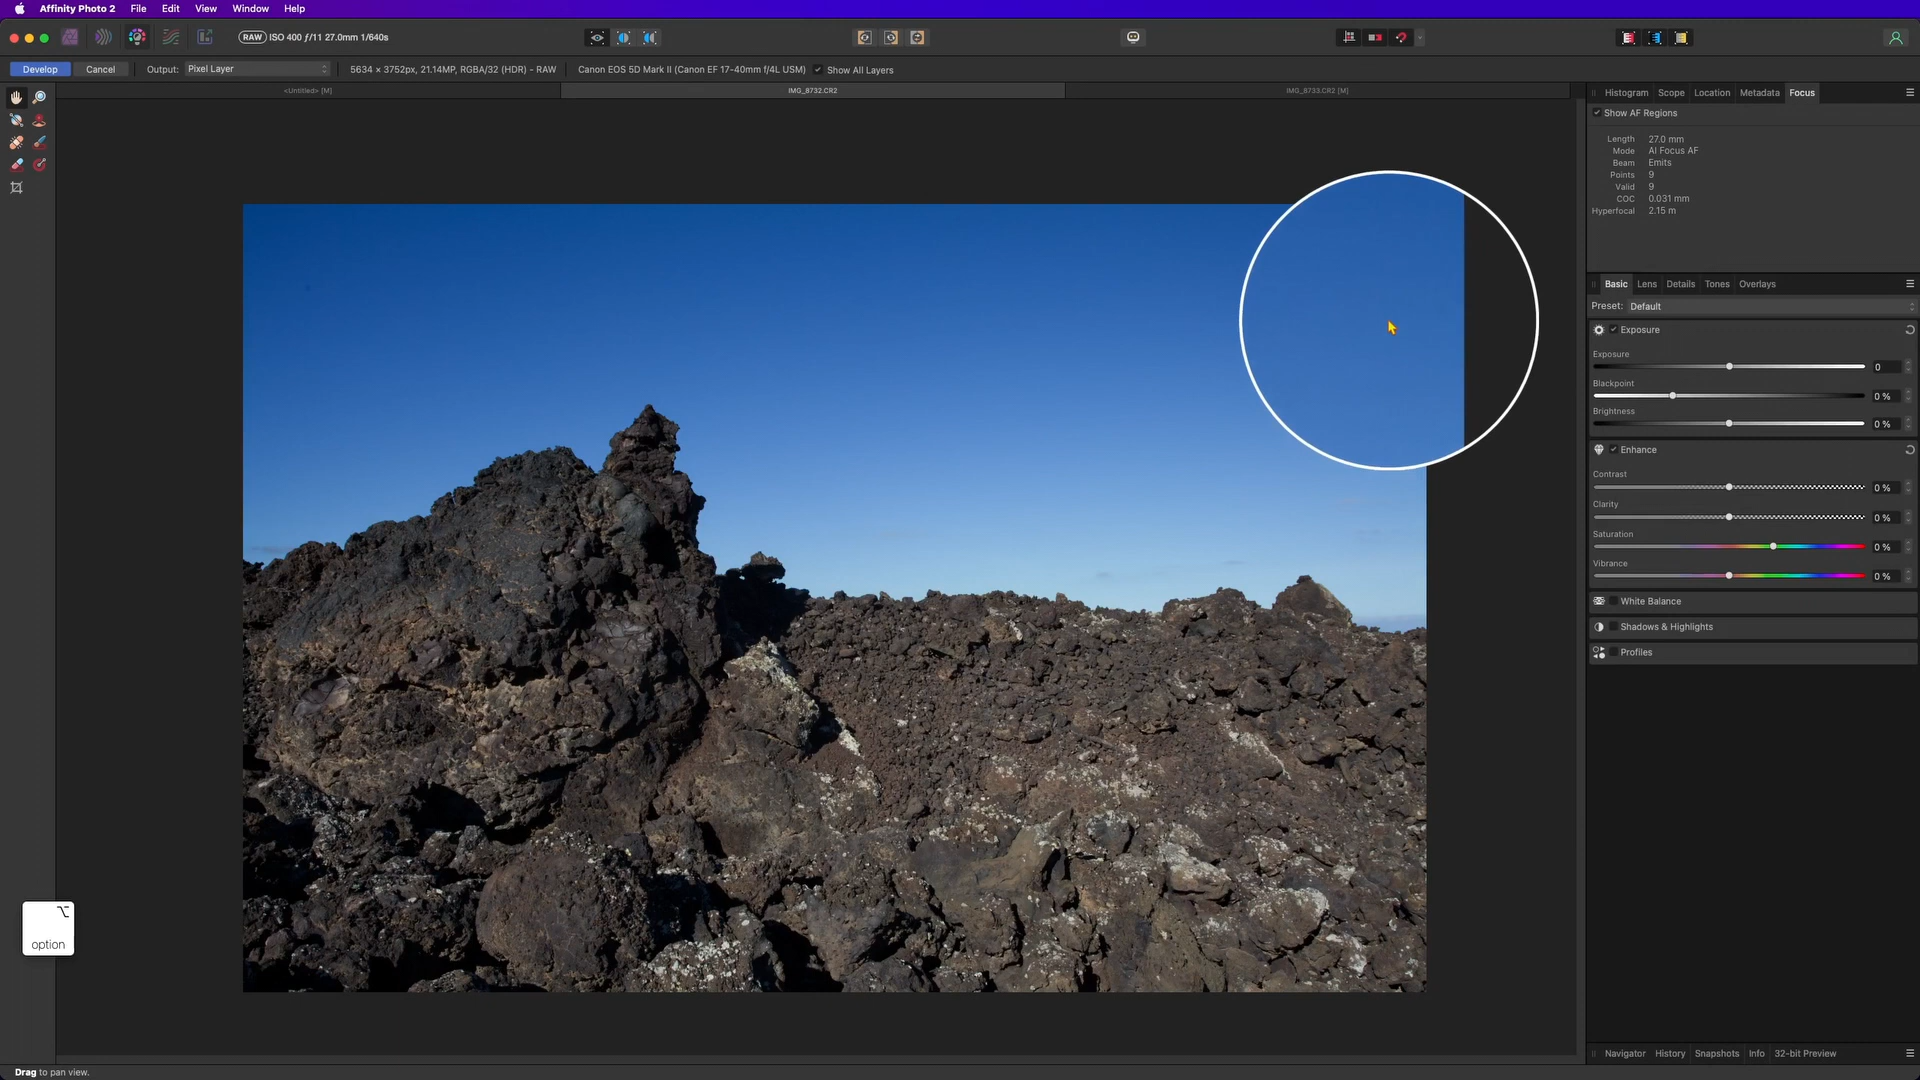 Affinity Photo 2 File Edit View Window Help
RAW ISO 400 ƒ/11 27.0mm 1/640s
Develop Cancel Output: Pixel Layer 5634 × 3752px, 21.14MP, RGBA/32 (HDR) - RAW Canon EOS 5D Mark II (Canon EF 17-40mm f/4L USM) Show All Layers
<Untitled> [M] IMG_8732.CR2 IMG_8733.CR2 [M]
Histogram Scope Location Metadata Focus
Show AF Regions
Length 27.0 mm
Mode AI Focus AF
Beam Emits
Points 9
Valid 9
COC 0.031 mm
Hyperfocal 2.15 m
Basic Lens Details Tones Overlays
Preset: Default
Exposure
Exposure
0
Blackpoint
0 %
Brightness
0 %
Enhance
Contrast
0 %
Clarity
0 %
Saturation
0 %
Vibrance
0 %
White Balance
Shadows & Highlights
Profiles
⌥
option
Navigator History Snapshots Info 32-bit Preview
Drag to pan view.